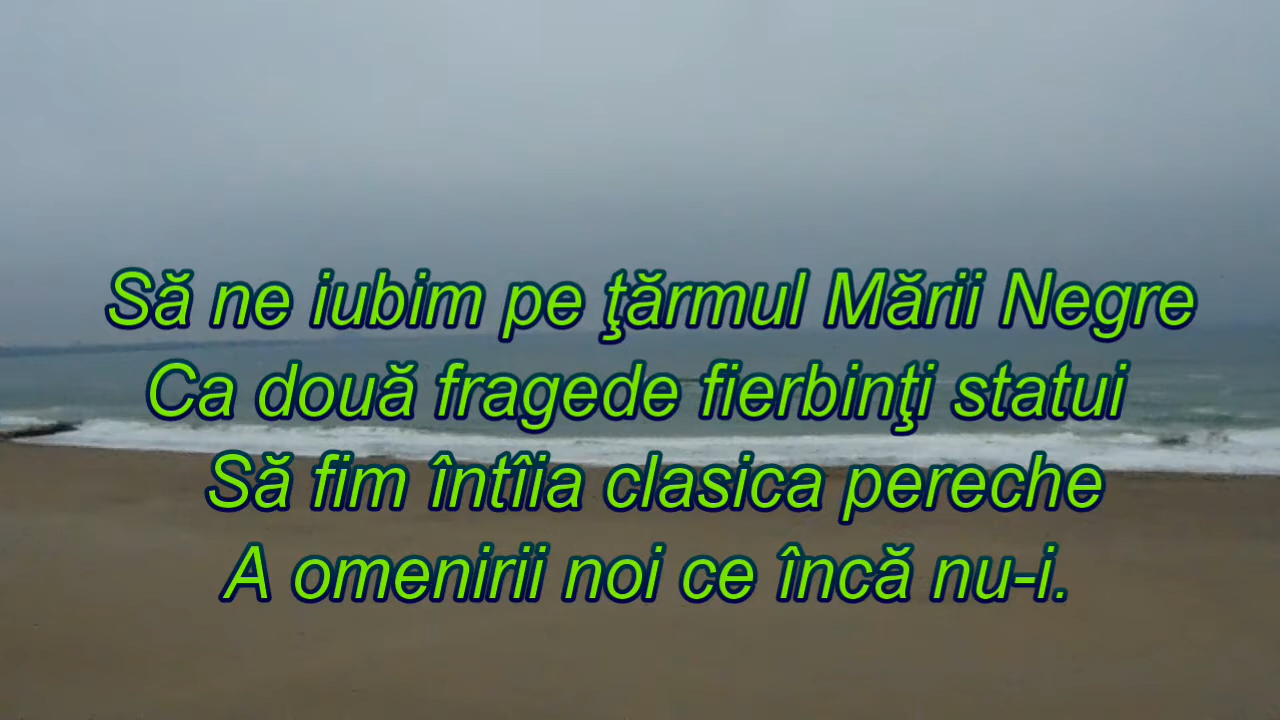 Să ne iubim pe ţărmul Mării Negre
Ca două fragede fierbinţi statui
Să fim întîia clasica pereche
A omenirii noi ce încă nu-i.